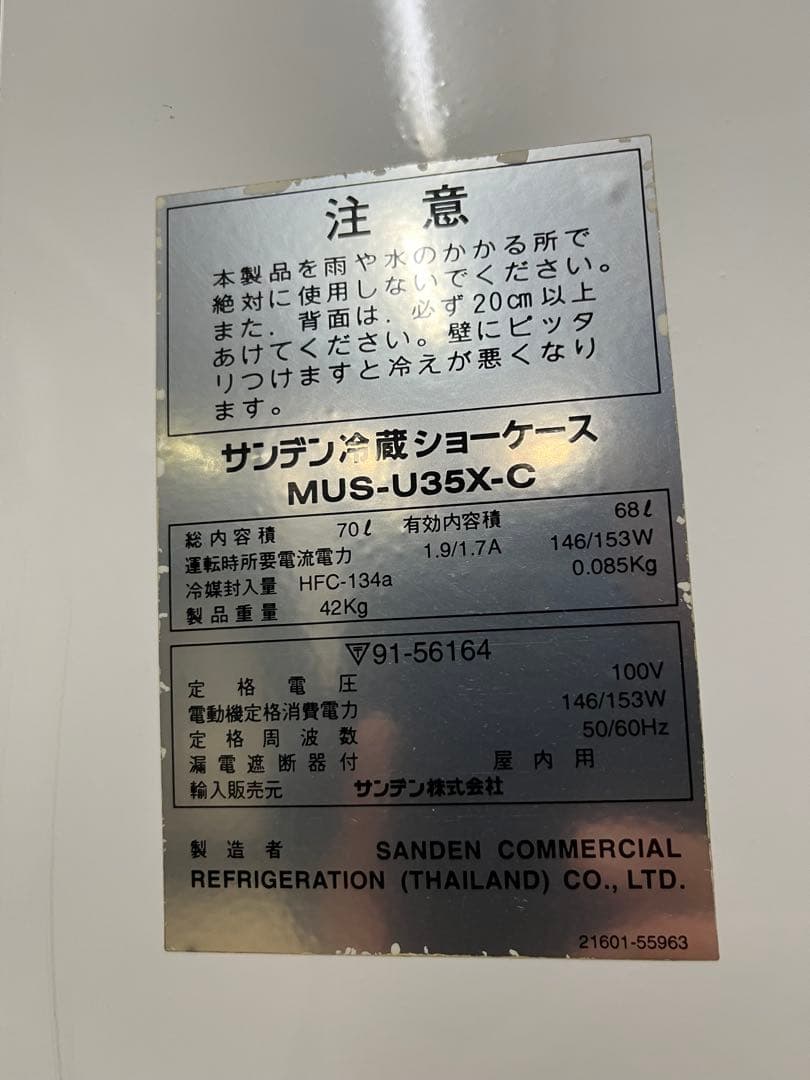 注意
本製品を雨や水のかかる所で
絶対に使用しないでください。
また．背面は．必ず20cm以上
あけてください。壁にピッタ
リつけますと冷えが悪くなり
ます。
サンデン冷蔵ショーケース
MUS-U35X-C
総内容積 70ℓ 有効内容積 68ℓ
運転時所要電流電力 1.9/1.7A 146/153W
冷媒封入量 HFC-134a 0.085Kg
製品重量 42Kg
〒91-56164
定格電圧 100V
電動機定格消費電力 146/153W
定格周波数 50/60Hz
漏電遮断器付 屋内用
輸入販売元 サンデン株式会社
製造者 SANDEN COMMERCIAL
REFRIGERATION (THAILAND) CO., LTD.
21601-55963